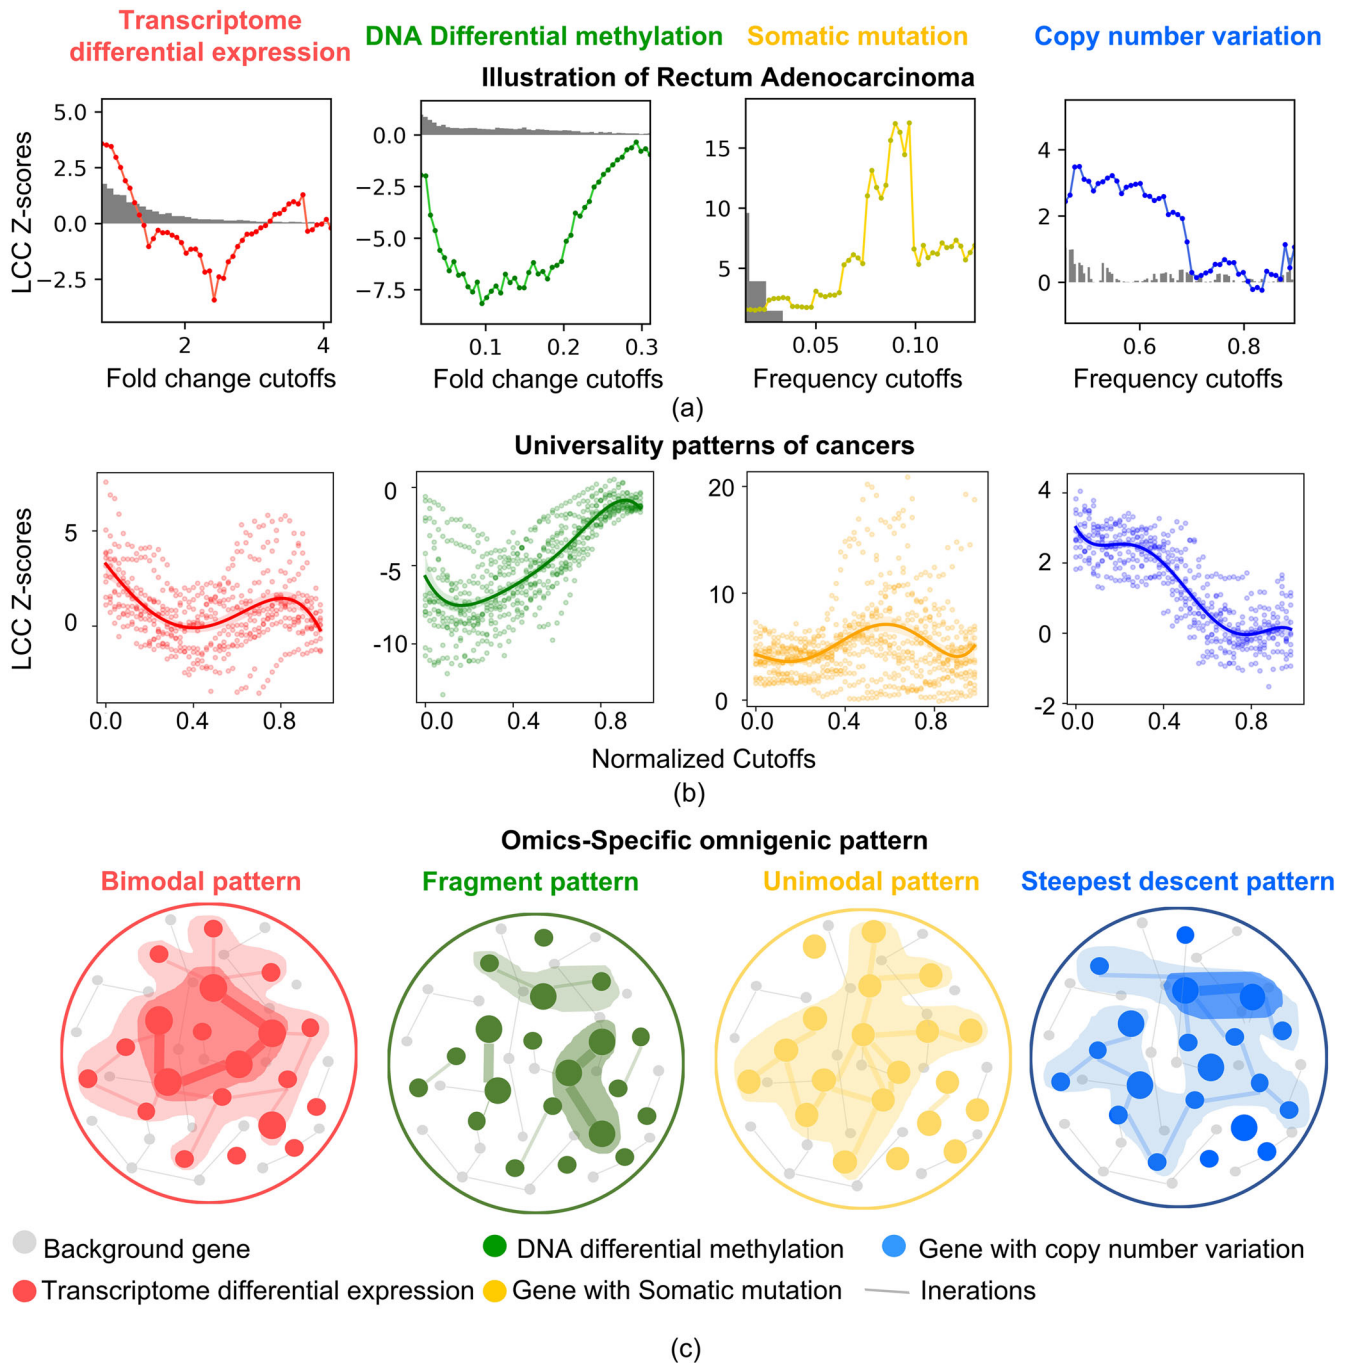 (a)
Transcriptome
differential expression
DNA Differential methylation
Somatic mutation
Copy number variation
Illustration of Rectum Adenocarcinoma
LCC Z-scores
5.0
2.5
0.0
−2.5
2
4
Fold change cutoffs
0.0
−2.5
−5.0
−7.5
0.1
0.2
0.3
Fold change cutoffs
15
10
5
0.05
0.10
Frequency cutoffs
4
2
0
0.6
0.8
Frequency cutoffs
(a)
Universality patterns of cancers
LCC Z-scores
5
0
0.0
0.4
0.8
0
-5
-10
0.0
0.4
0.8
20
10
0
0.0
0.4
0.8
4
2
0
-2
0.0
0.4
0.8
Normalized Cutoffs
(b)
Omics-Specific omnigenic pattern
Bimodal pattern
Fragment pattern
Unimodal pattern
Steepest descent pattern
Background gene
DNA differential methylation
Gene with copy number variation
Transcriptome differential expression
Gene with Somatic mutation
Inerations
(c)